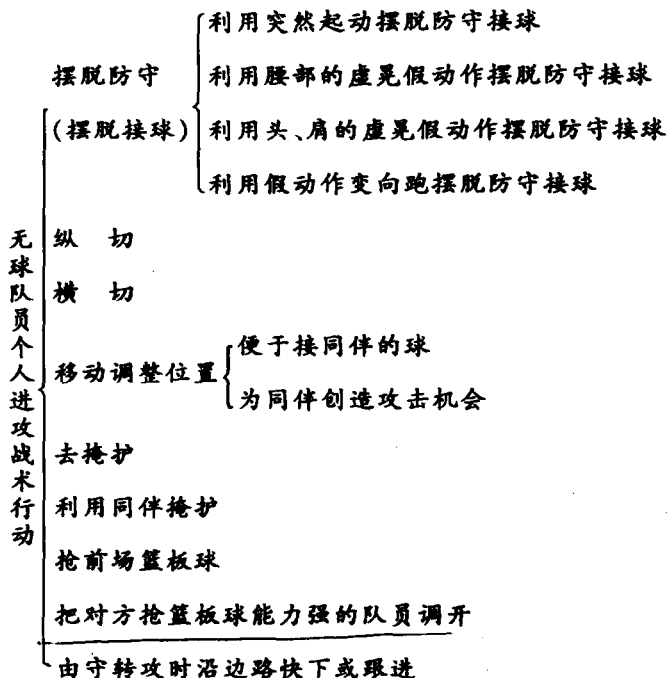 无球队员个人进攻战术行动
摆脱防守
(摆脱接球)
利用突然起动摆脱防守接球
利用腰部的虚晃假动作摆脱防守接球
利用头、肩的虚晃假动作摆脱防守接球
利用假动作变向跑摆脱防守接球
纵 切
横 切
移动调整位置
便于接同伴的球
为同伴创造攻击机会
去掩护
利用同伴掩护
抢前场篮板球
把对方抢篮板球能力强的队员调开
由守转攻时沿边路快下或跟进